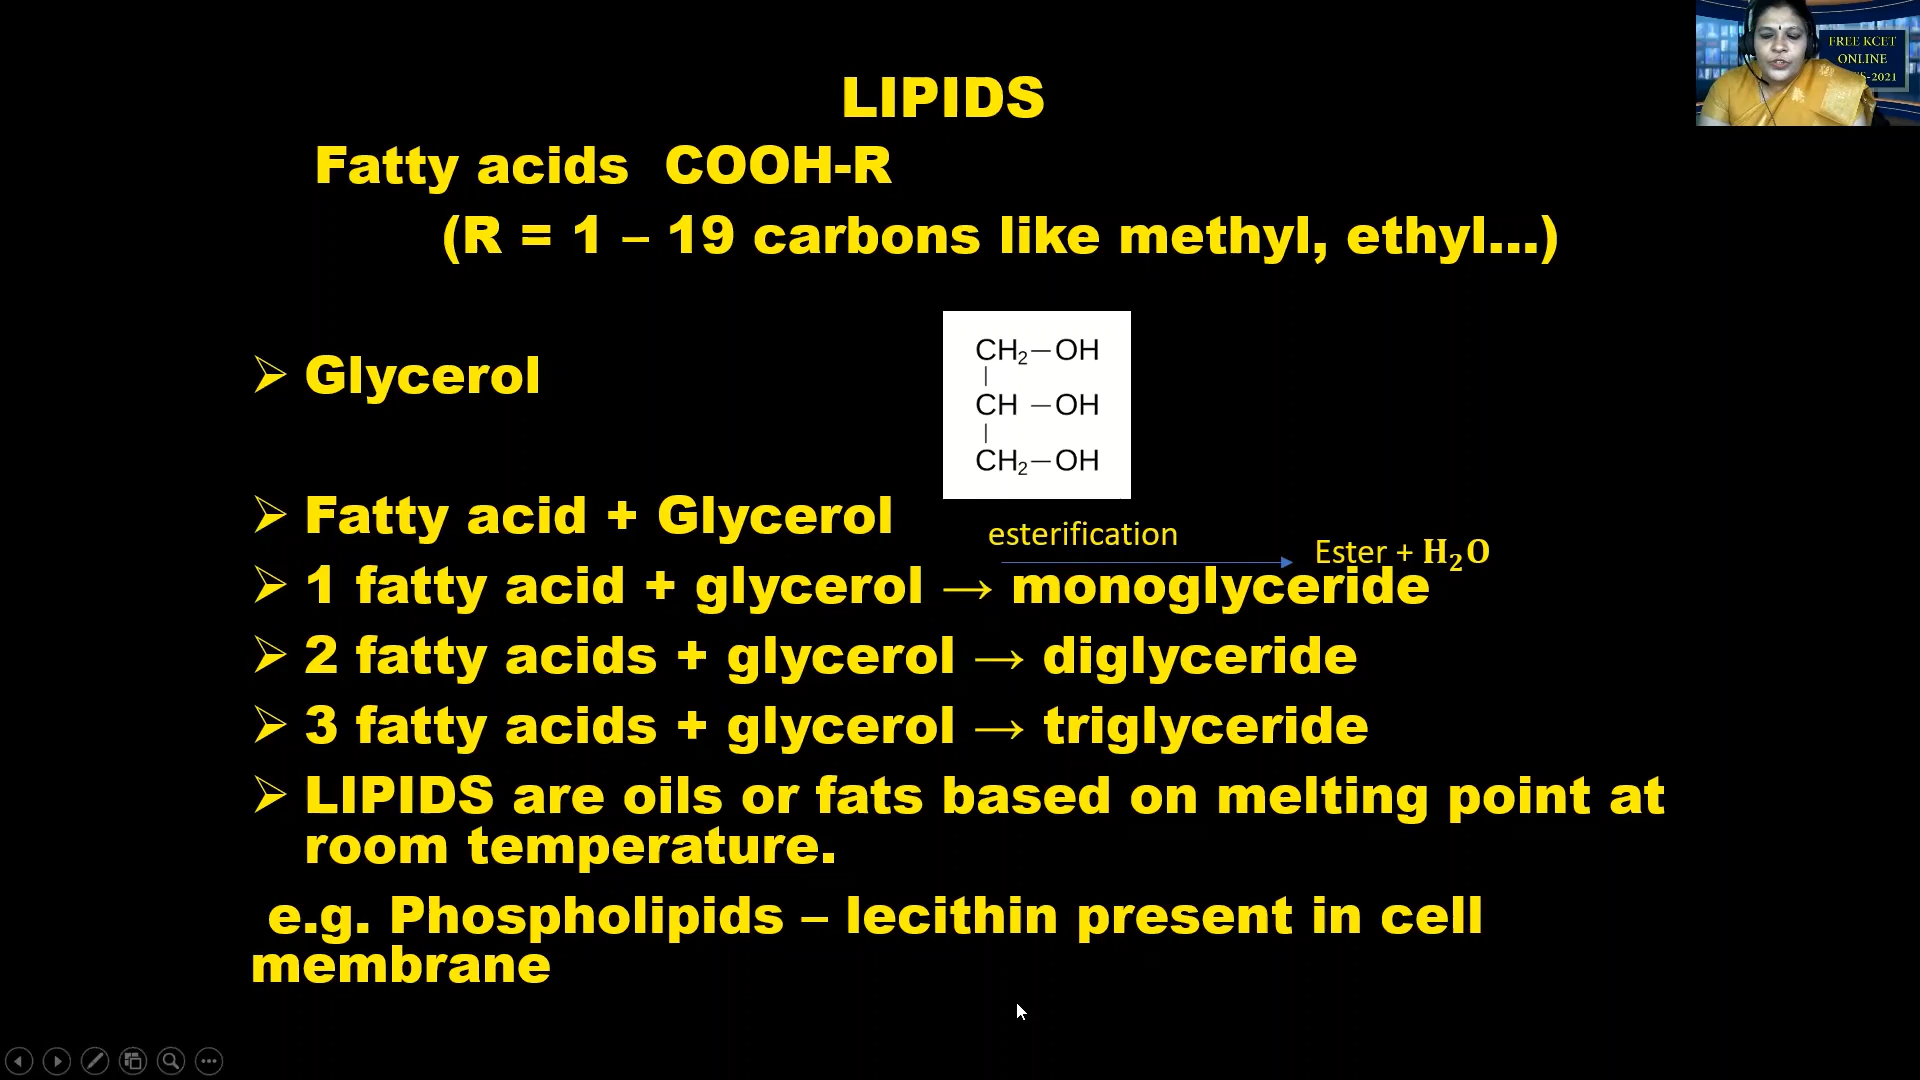 FREE KCET
ONLINE
-2021
LIPIDS
Fatty acids COOH-R
(R = 1 – 19 carbons like methyl, ethyl...)
CH₂—OH
CH —OH
CH₂—OH
➢ Glycerol
➢ Fatty acid + Glycerol
esterification
Ester + H₂O
➢ 1 fatty acid + glycerol → monoglyceride
➢ 2 fatty acids + glycerol → diglyceride
➢ 3 fatty acids + glycerol → triglyceride
➢ LIPIDS are oils or fats based on melting point at
room temperature.
e.g. Phospholipids – lecithin present in cell
membrane